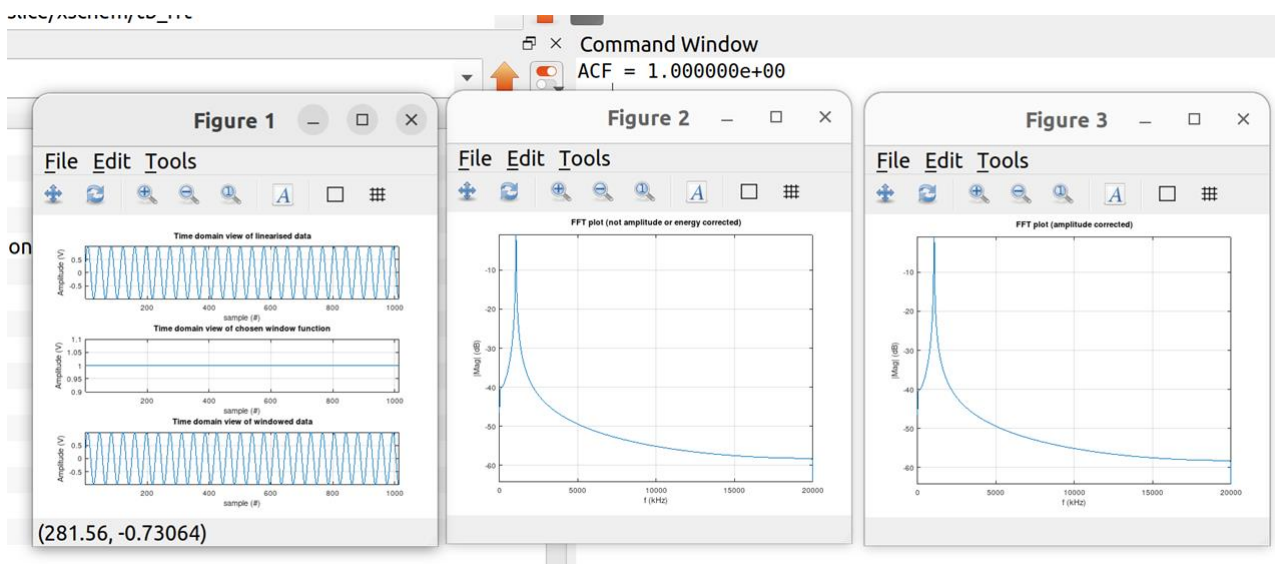 Command Window
ACF = 1.000000e+00
on
Figure 1
File Edit Tools
Time domain view of linearised data
Amplitude (V)
0.5
0
-0.5
200 400 600 800 1000
sample (#)
Time domain view of chosen window function
Amplitude (V)
1.1
1.05
1
0.95
0.9
200 400 600 800 1000
sample (#)
Time domain view of windowed data
Amplitude (V)
0.5
0
-0.5
200 400 600 800 1000
sample (#)
(281.56, -0.73064)
Figure 2
File Edit Tools
FFT plot (not amplitude or energy corrected)
|Mag| (dB)
-10
-20
-30
-40
-50
-60
0 5000 10000 15000 20000
f (kHz)
Figure 3
File Edit Tools
FFT plot (amplitude corrected)
|Mag| (dB)
-10
-20
-30
-40
-50
-60
0 5000 10000 15000 20000
f (kHz)